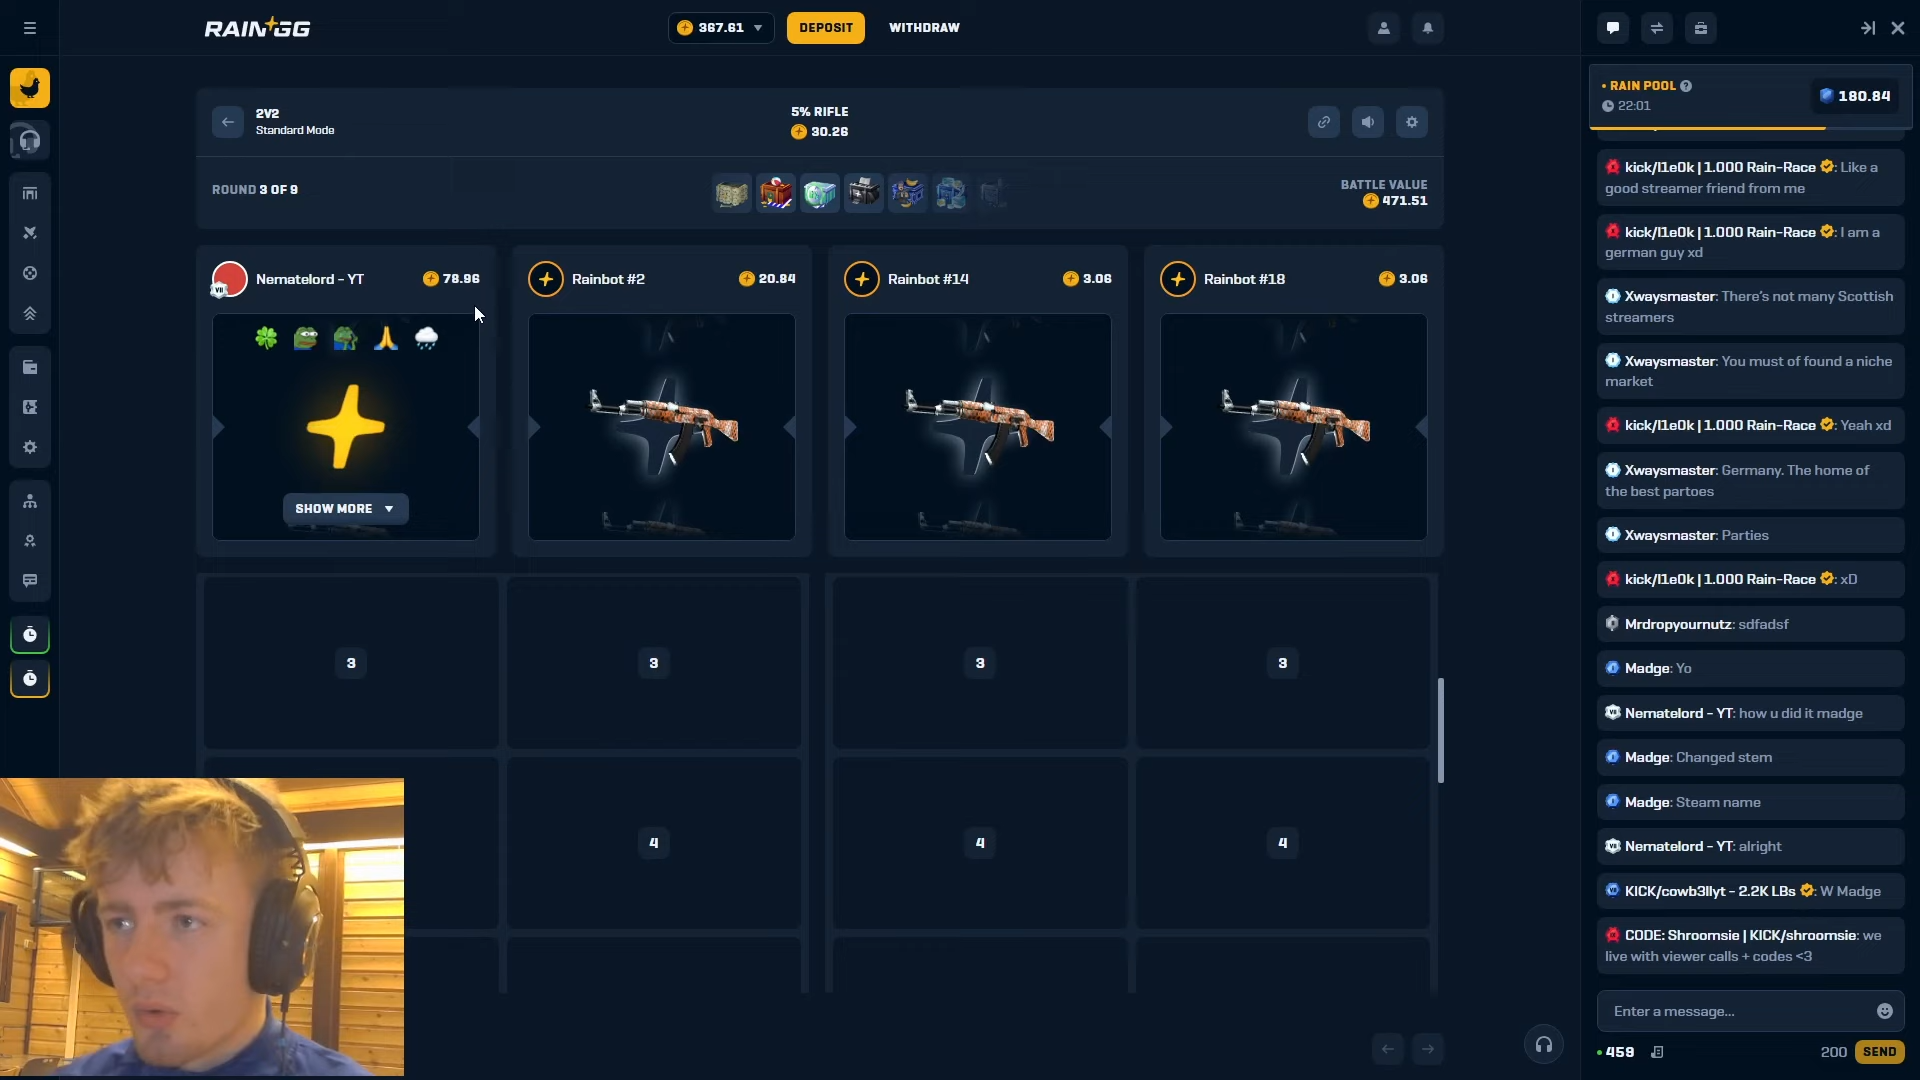 RAIN GG
367.61
DEPOSIT
WITHDRAW
2V2
Standard Mode
5% RIFLE
30.26
ROUND 3 OF 9
BATTLE VALUE
471.51
Nematelord - YT
78.96
Rainbot #2
20.84
Rainbot #14
3.06
Rainbot #18
3.06
SHOW MORE
3
3
3
3
4
4
4
RAIN POOL
22:01
180.84
kick/l1e0k | 1.000 Rain-Race : Like a
good streamer friend from me
kick/l1e0k | 1.000 Rain-Race : I am a
german guy xd
Xwaysmaster: There's not many Scottish
streamers
Xwaysmaster: You must of found a niche
market
kick/l1e0k | 1.000 Rain-Race : Yeah xd
Xwaysmaster: Germany. The home of
the best partoes
Xwaysmaster: Parties
kick/l1e0k | 1.000 Rain-Race : xD
Mrdropyournutz: sdfadsf
Madge: Yo
Nematelord - YT: how u did it madge
Madge: Changed stem
Madge: Steam name
Nematelord - YT: alright
KICK/cowb3llyt - 2.2K LBs : W Madge
CODE: Shroomsie | KICK/shroomsie: we
live with viewer calls + codes <3
Enter a message...
459
200
SEND